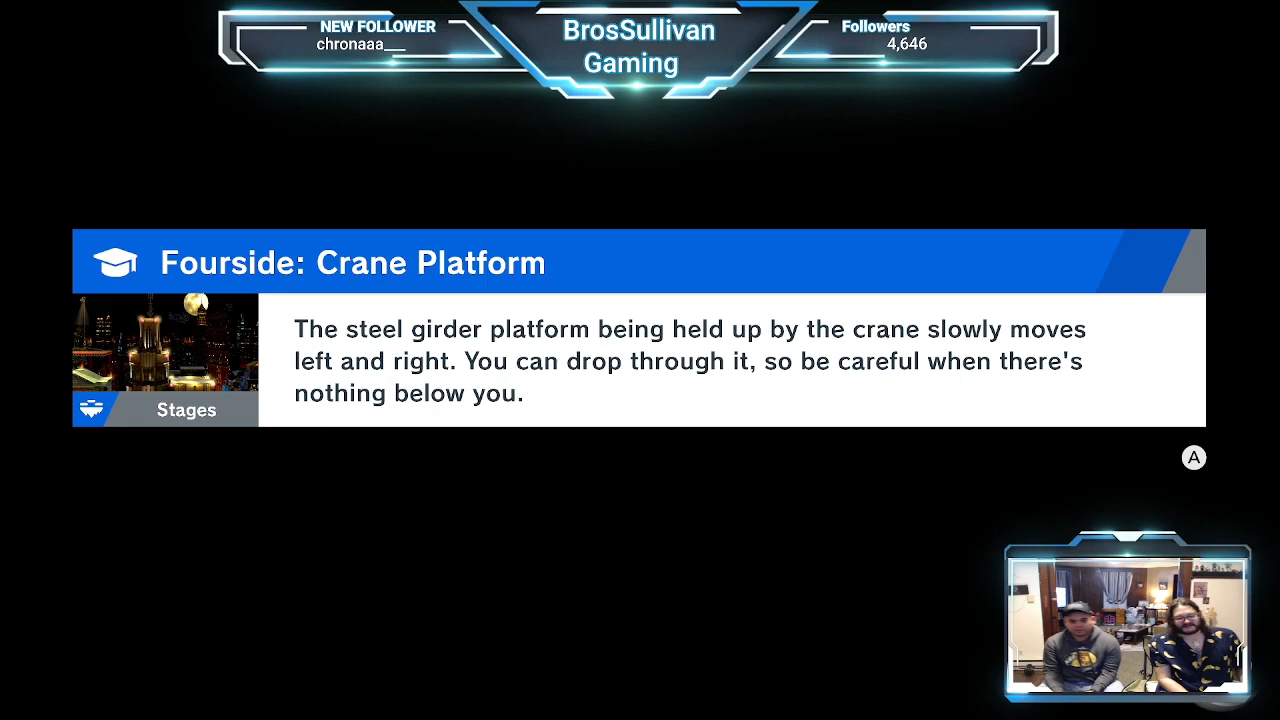 NEW FOLLOWER
chronaaa___
BrosSullivan
Gaming
Followers
4,646
Fourside: Crane Platform
The steel girder platform being held up by the crane slowly moves
left and right. You can drop through it, so be careful when there's
nothing below you.
Stages
A